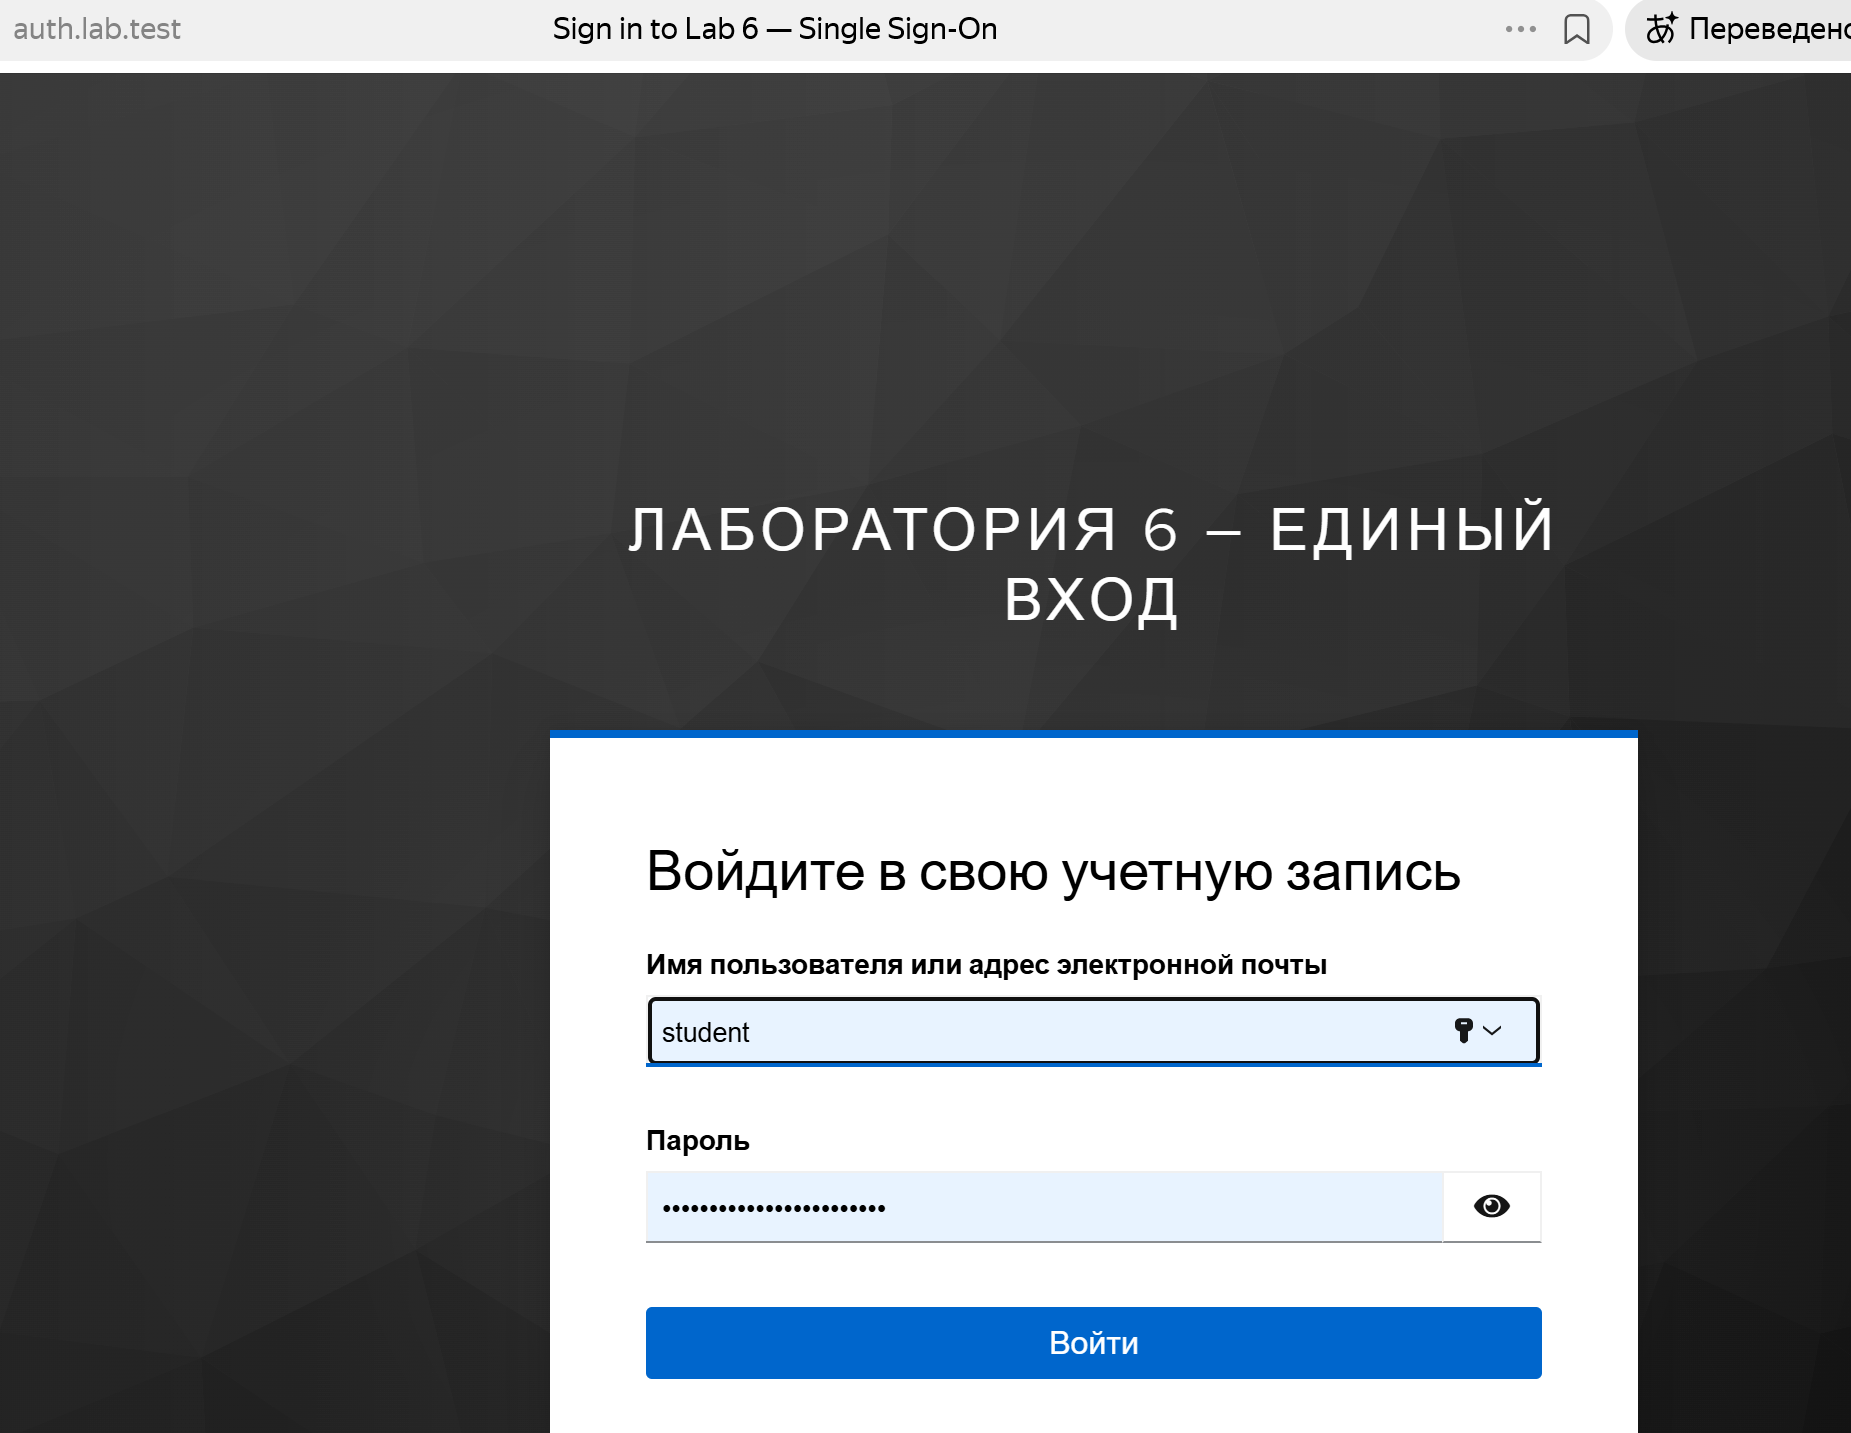 auth.lab.test
Sign in to Lab 6 — Single Sign-On
Переведено
ЛАБОРАТОРИЯ 6 – ЕДИНЫЙ
ВХОД
Войдите в свою учетную запись
Имя пользователя или адрес электронной почты
student
Пароль
Войти